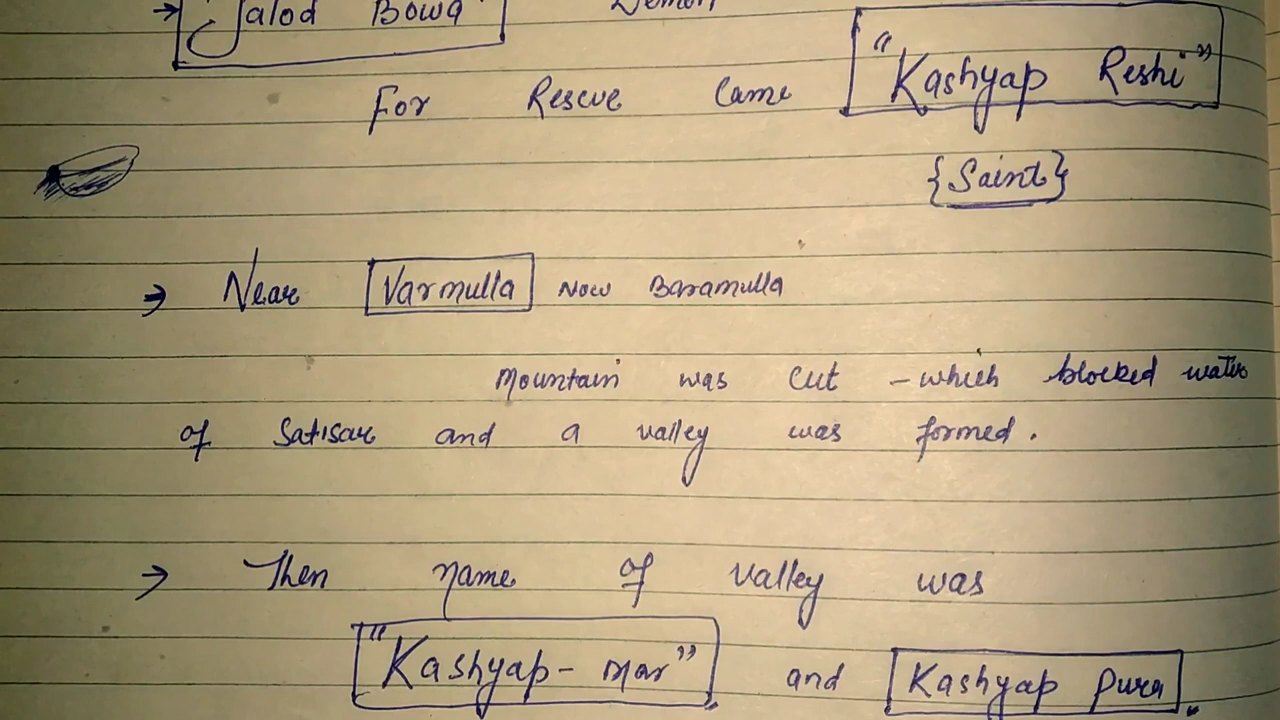 → Jalod Bowa Demon
For Rescue Came "Kashyap Reshi"
{Saint}
→ Near Varmulla Now Baramulla
Mountain was cut - which blocked water
of Satisar and a valley was formed.
→ Then name of valley was
"Kashyap-mar" and Kashyap Pura.